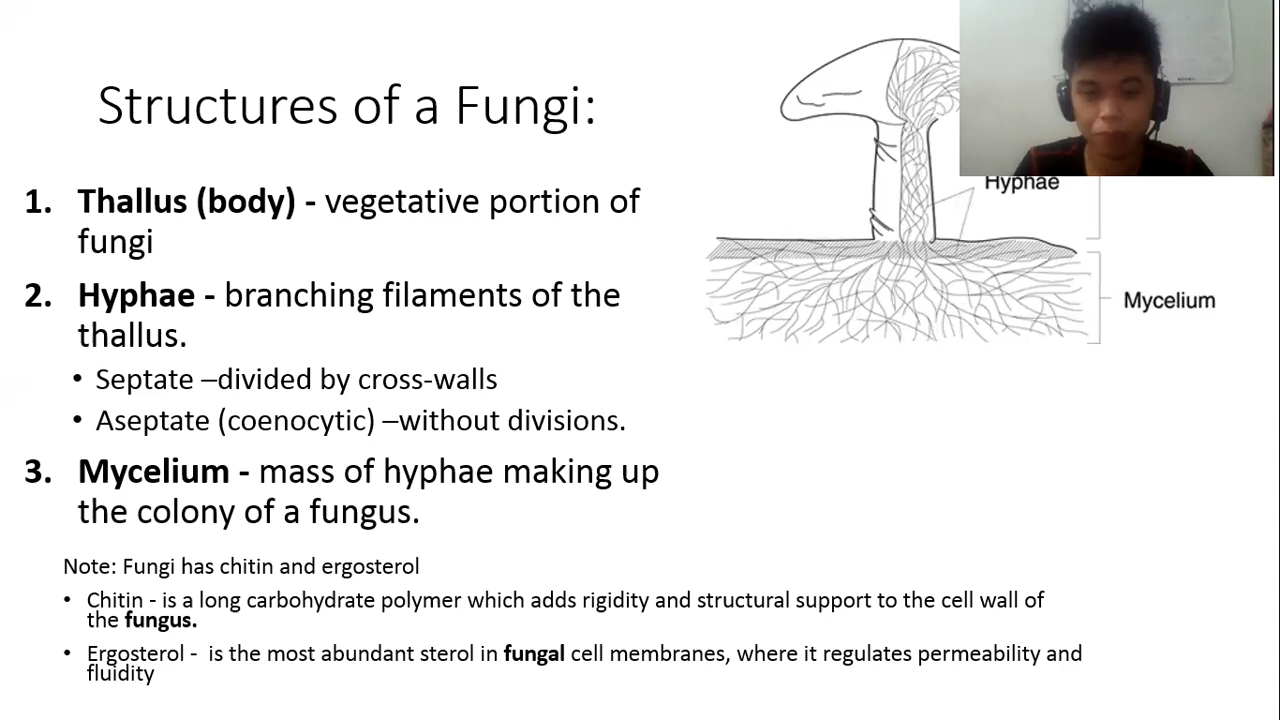 Structures of a Fungi:
1. Thallus (body) - vegetative portion of
fungi
2. Hyphae - branching filaments of the
thallus.
• Septate –divided by cross-walls
• Aseptate (coenocytic) –without divisions.
3. Mycelium - mass of hyphae making up
the colony of a fungus.
Note: Fungi has chitin and ergosterol
• Chitin - is a long carbohydrate polymer which adds rigidity and structural support to the cell wall of
the fungus.
• Ergosterol - is the most abundant sterol in fungal cell membranes, where it regulates permeability and
fluidity
Hyphae
Mycelium